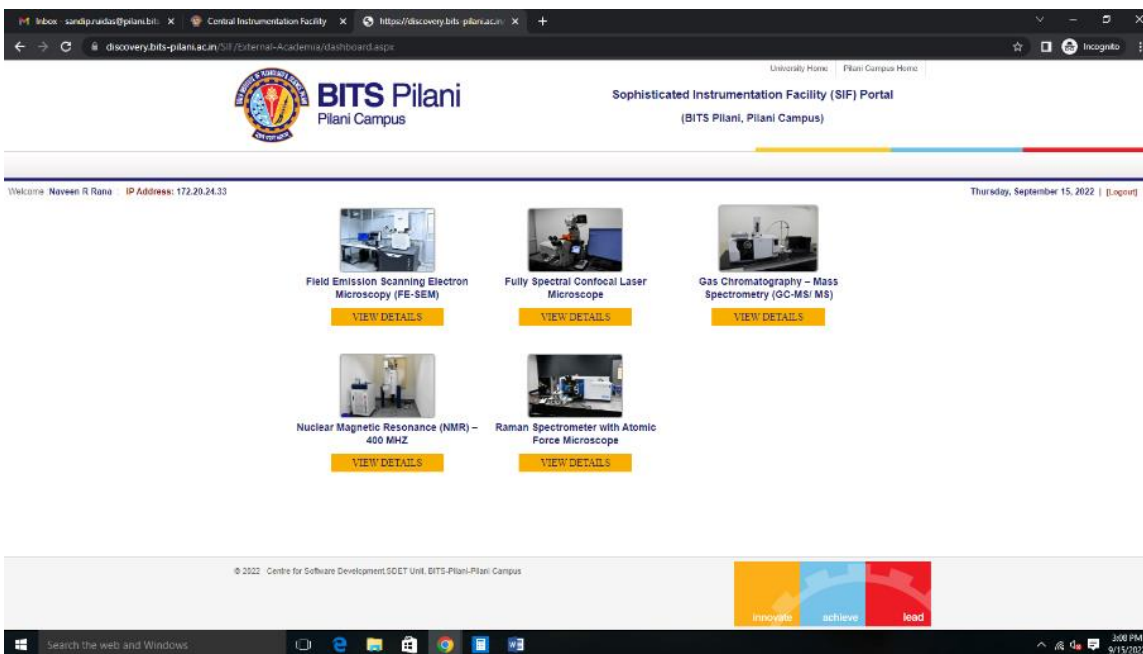 Inbox - sandip.ruidas@pilani.bit
Central Instrumentation Facility
https://discovery.bits-pilani.ac.in
discovery.bits-pilani.ac.in/SIF/External-Academia/dashboard.aspx
Incognito
University Home
Pilani Campus Home
BITS Pilani
Pilani Campus
Sophisticated Instrumentation Facility (SIF) Portal
(BITS Pilani, Pilani Campus)
Welcome Naveen R Rana : IP Address: 172.20.24.33
Thursday, September 15, 2022 | [Logout]
Field Emission Scanning Electron
Microscopy (FE-SEM)
VIEW DETAILS
Fully Spectral Confocal Laser
Microscope
VIEW DETAILS
Gas Chromatography – Mass
Spectrometry (GC-MS/ MS)
VIEW DETAILS
Nuclear Magnetic Resonance (NMR) –
400 MHZ
VIEW DETAILS
Raman Spectrometer with Atomic
Force Microscope
VIEW DETAILS
© 2022 Centre for Software Development,SDET Unit, BITS-Pilani-Pilani Campus
innovate achieve lead
Search the web and Windows
3:08 PM
9/15/202